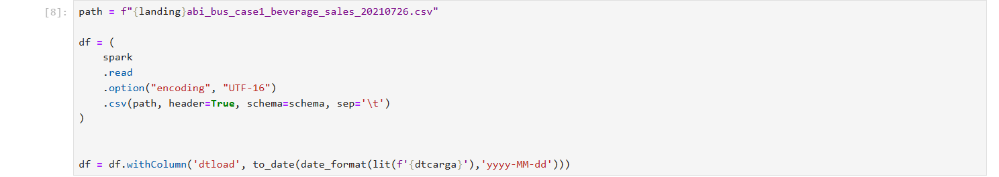 [8]: path = f"{landing}abi_bus_case1_beverage_sales_20210726.csv"
df = (
    spark
    .read
    .option("encoding", "UTF-16")
    .csv(path, header=True, schema=schema, sep='\t')
)
df = df.withColumn('dtload', to_date(date_format(lit(f'{dtcarga}'),'yyyy-MM-dd')))